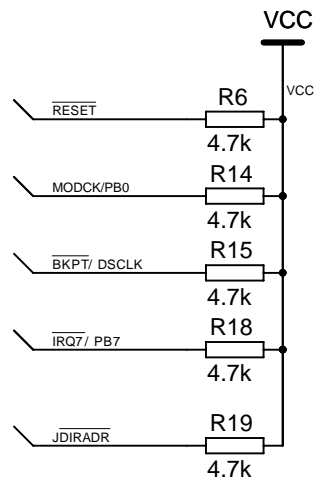 VCC
VCC
R6
RESET
4.7k
R14
MODCK/PB0
4.7k
R15
BKPT/ DSCLK
4.7k
R18
IRQ7/ PB7
4.7k
R19
JDIRADR
4.7k